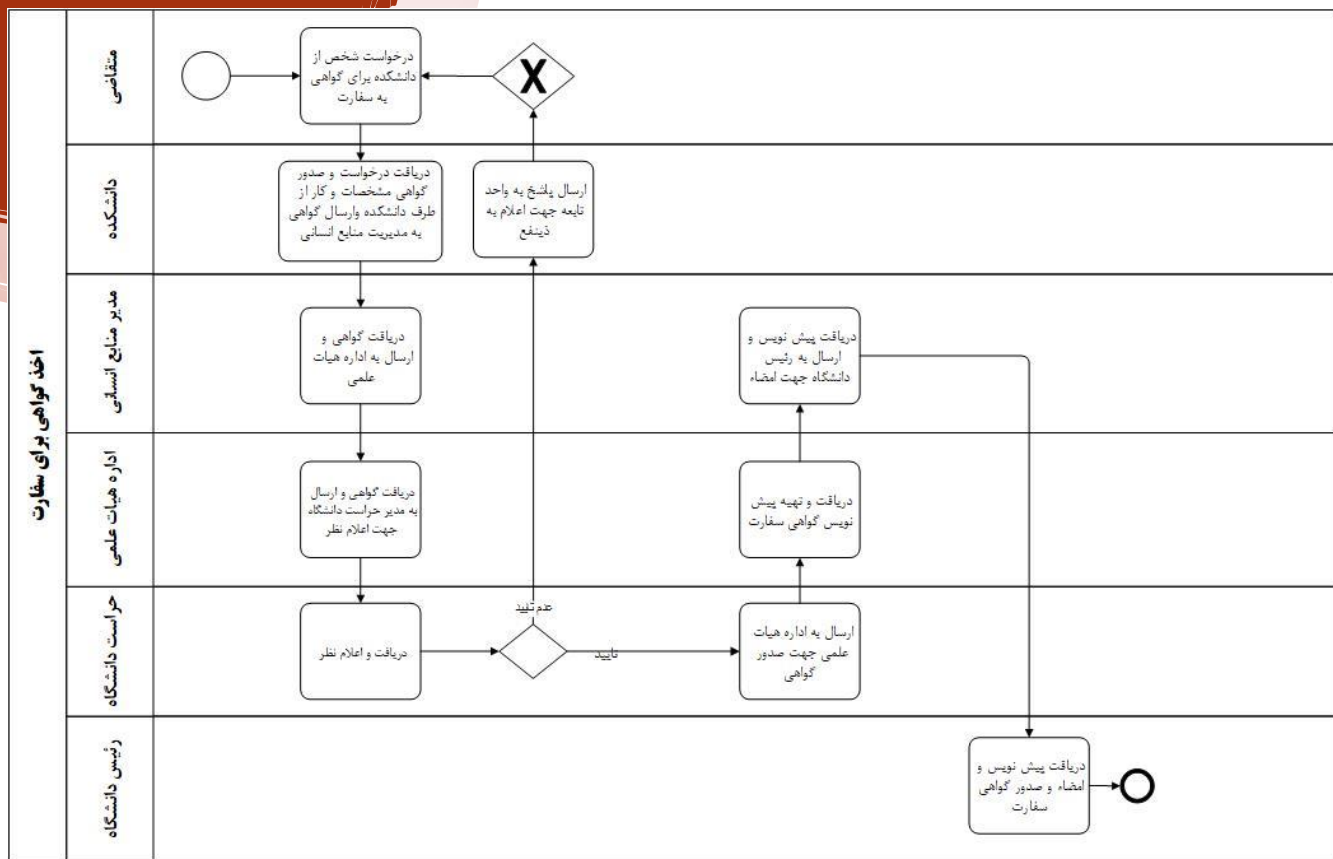 اخذ گواهی برای سفارت
متقاضی
درخواست شخص از
دانشکده برای گواهی
به سفارت
X
دانشکده
دریافت درخواست و صدور
گواهی مشخصات و کار از
طرف دانشکده وارسال گواهی
به مدیریت منابع انسانی
ارسال پاشخ به واحد
تابعه جهت اعلام به
ذینفع
مدیر منابع انسانی
دریافت گواهی و
ارسال به اداره هیات
علمی
دریافت پیش نویس و
ارسال به رئیس
دانشگاه جهت امضاء
اداره هیات علمی
دریافت گواهی و ارسال
به مدیر حراست دانشگاه
جهت اعلام نظر
دریافت و تهیه پیش
نویس گواهی سفارت
حراست دانشگاه
دریافت و اعلام نظر
عدم تفید
تایید
ارسال به اداره هیات
علمی جهت صدور
گواهی
رئیس دانشگاه
دریافت پیش نویس و
امضاء و صدور گواهی
سفارت